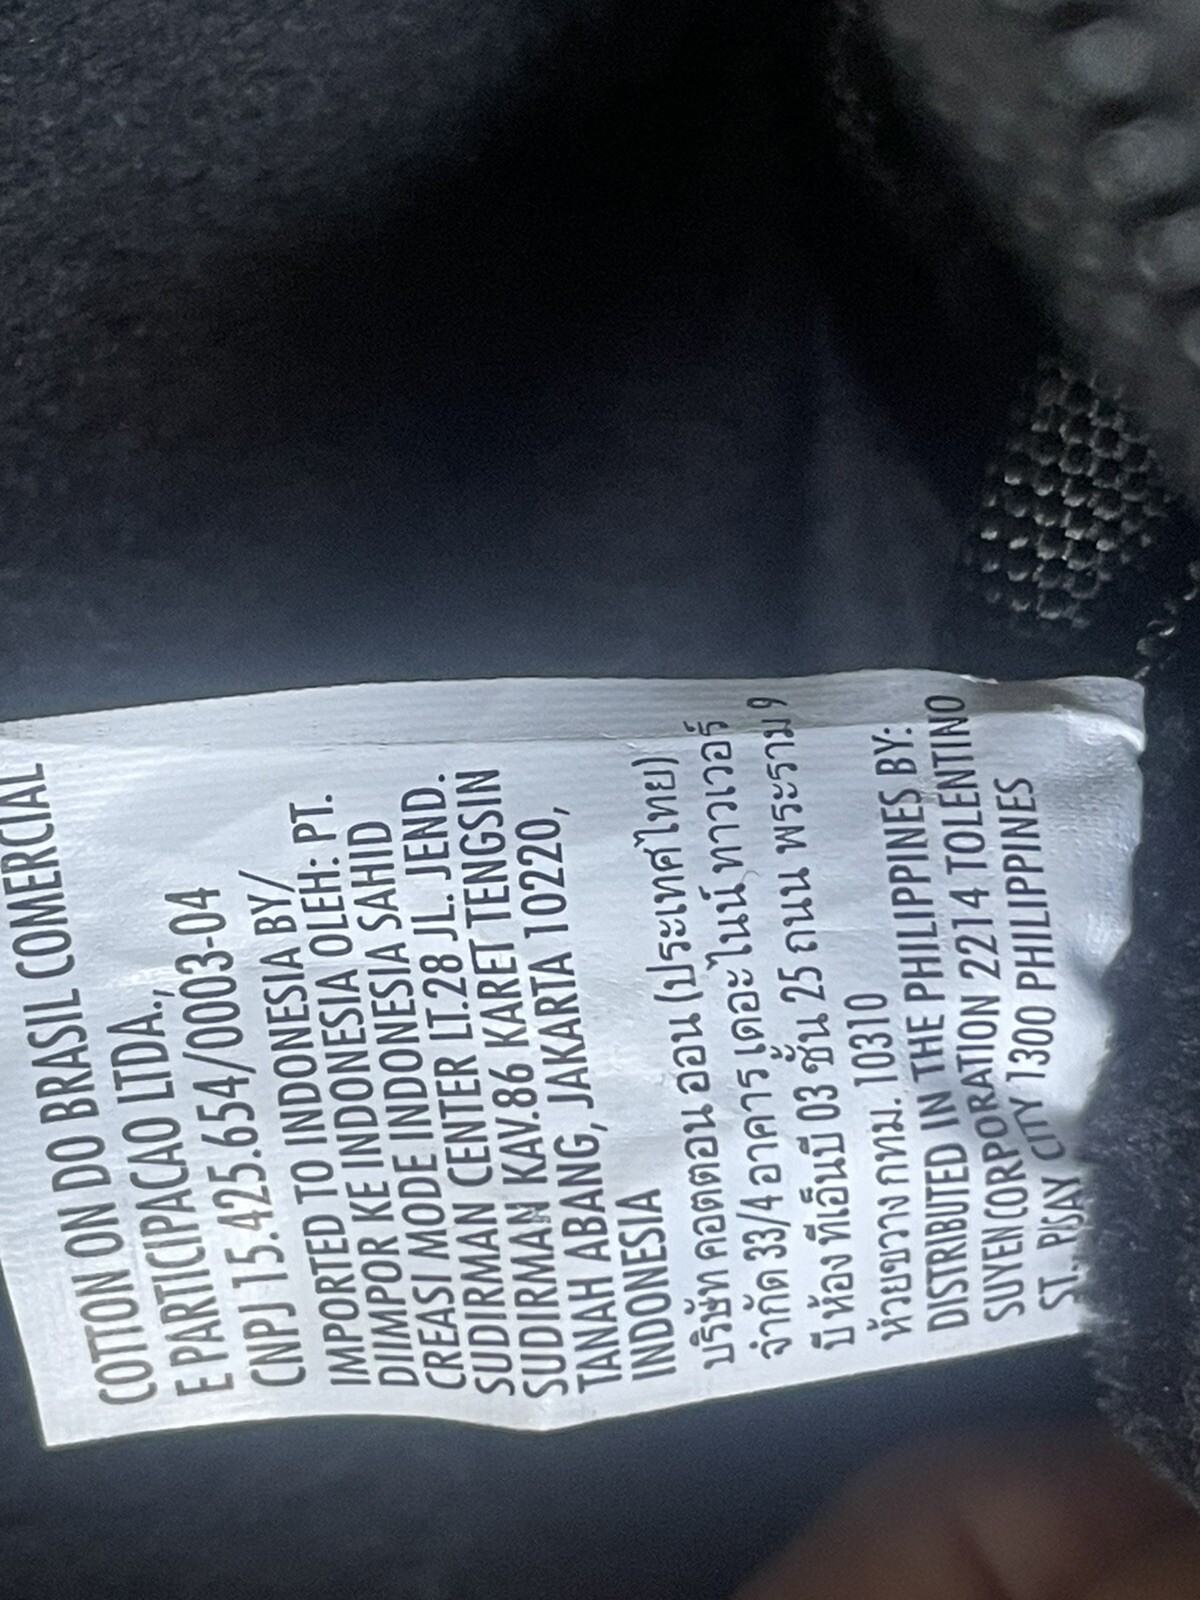 COTTON ON DO BRASIL COMERCIAL
E PARTICIPACAO LTDA.,
CNPJ 15.425.654/0003-04
IMPORTED TO INDONESIA BY/
DIIMPOR KE INDONESIA OLEH: PT.
CREASI MODE INDONESIA SAHID
SUDIRMAN CENTER LT.28 JL. JEND.
SUDIRMAN KAV.86 KARET TENGSIN
TANAH ABANG, JAKARTA 10220,
INDONESIA
บริษัท คอตตอน ออน (ประเทศไทย)
จำกัด 33/4 อาคาร เดอะ ไนน์ ทาวเวอร์
บี ห้อง ทีเอ็นบี 03 ชั้น 25 ถนน พระราม 9
ห้วยขวาง กทม. 10310
DISTRIBUTED IN THE PHILIPPINES BY:
SUYEN CORPORATION 2214 TOLENTINO
ST. PSAY CITY 1300 PHILIPPINES